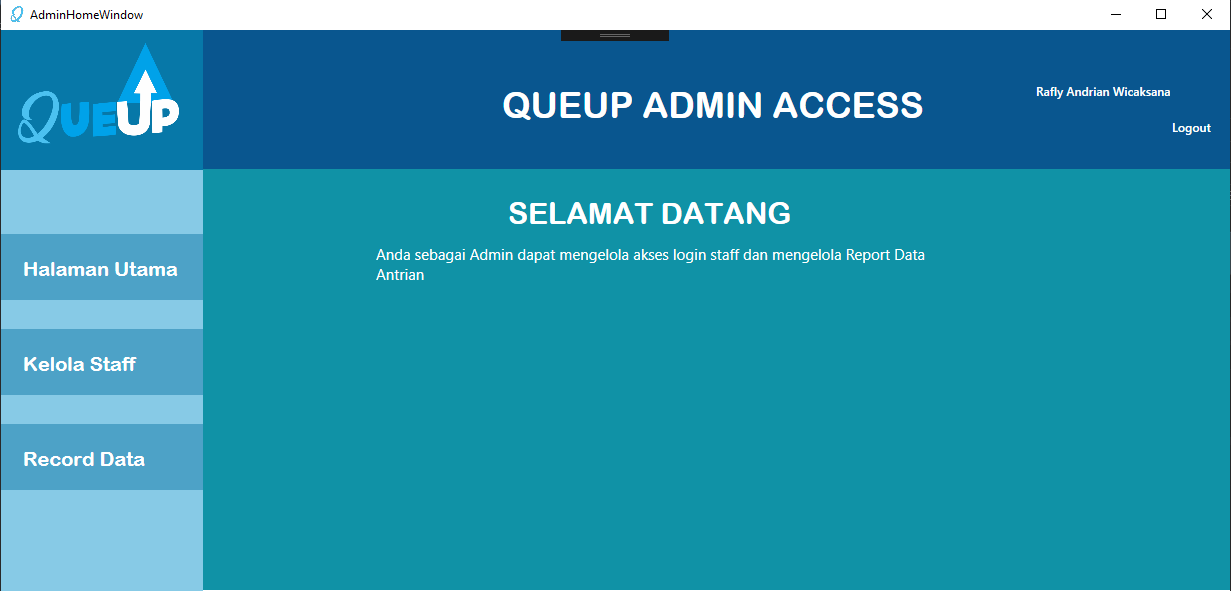 AdminHomeWindow
QUEUP
QUEUP ADMIN ACCESS
Rafly Andrian Wicaksana
Logout
Halaman Utama
Kelola Staff
Record Data
SELAMAT DATANG
Anda sebagai Admin dapat mengelola akses login staff dan mengelola Report Data
Antrian